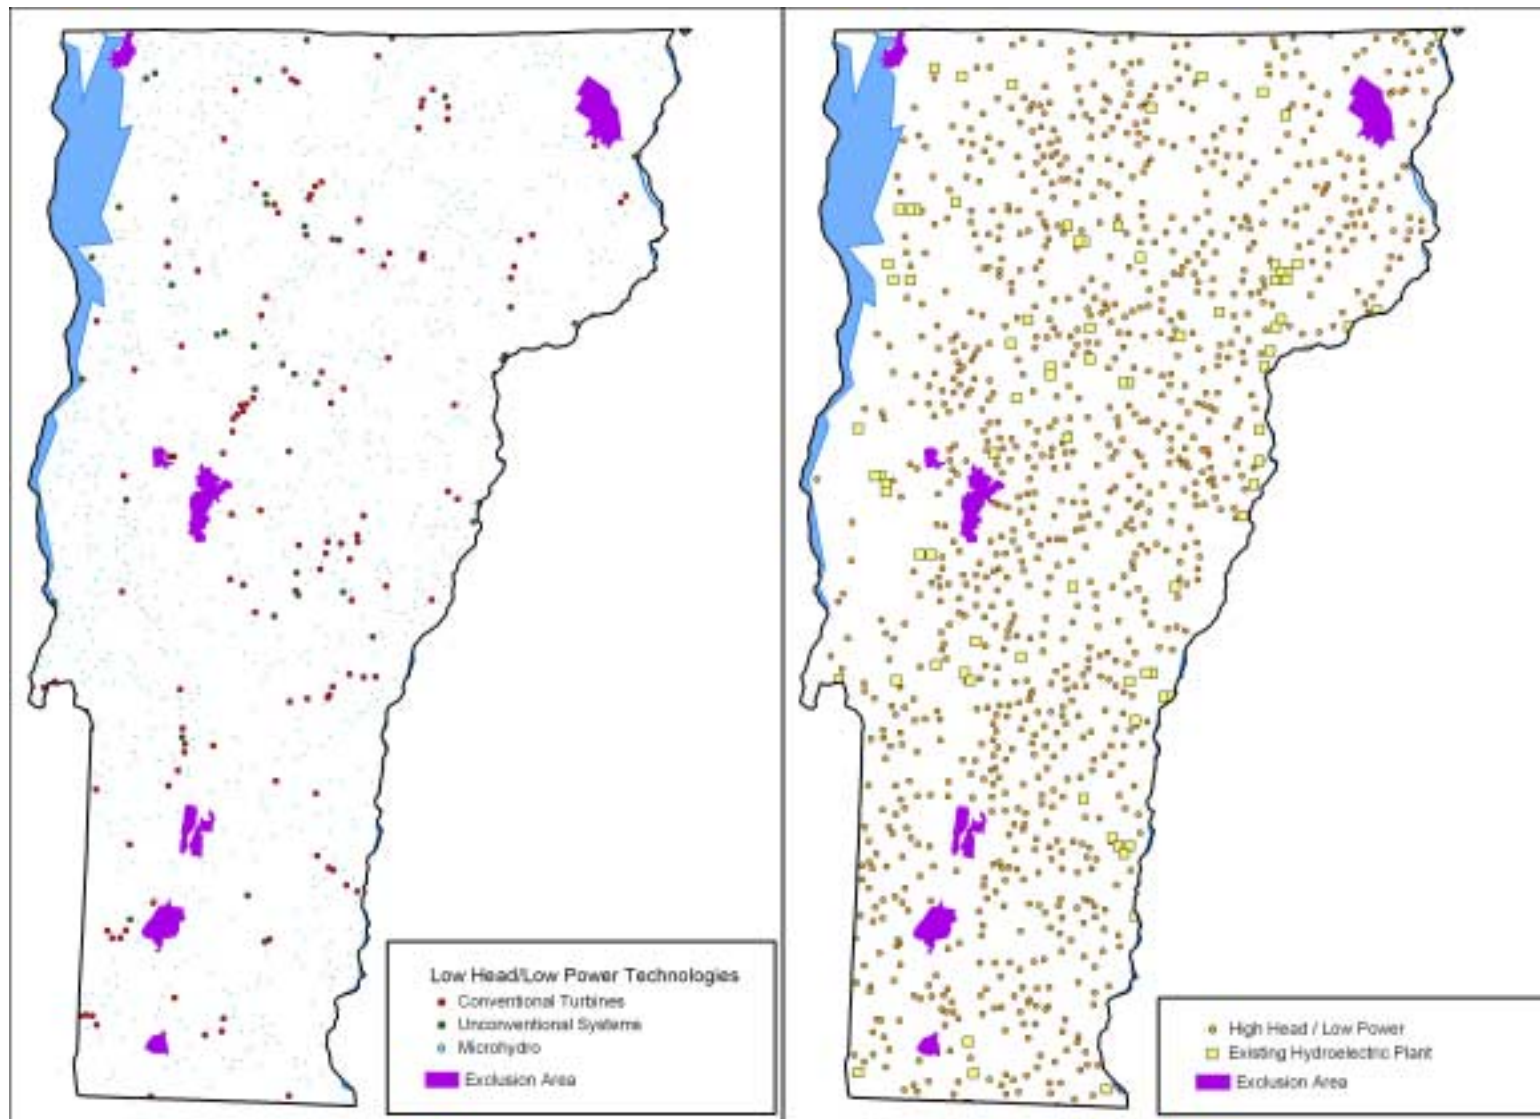 Low Head/Low Power Technologies
Conventional Turbines
Unconventional Systems
Microhydro
Exclusion Area
High Head / Low Power
Existing Hydroelectric Plant
Exclusion Area